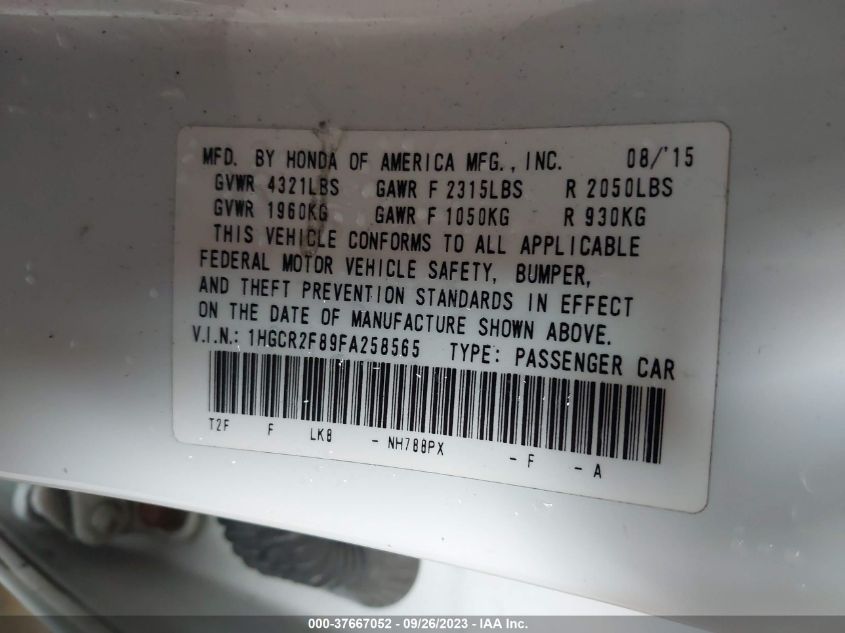 MFD. BY HONDA OF AMERICA MFG., INC. 08/'15
GVWR 4321LBS GAWR F 2315LBS R 2050LBS
GVWR 1960KG GAWR F 1050KG R 930KG
THIS VEHICLE CONFORMS TO ALL APPLICABLE
FEDERAL MOTOR VEHICLE SAFETY, BUMPER,
AND THEFT PREVENTION STANDARDS IN EFFECT
ON THE DATE OF MANUFACTURE SHOWN ABOVE.
V.I.N.: 1HGCR2F89FA258565 TYPE: PASSENGER CAR
T2F F LK8 - NH788PX - F - A
000-37667052 - 09/26/2023 - IAA Inc.